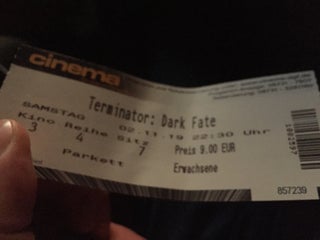 cinema
Terminator: Dark Fate
SAMSTAG 02.11.19 22:30 Uhr
Kino Reihe Sitz Preis 9.00 EUR
3 4 7 Erwachsene
Parkett
857239